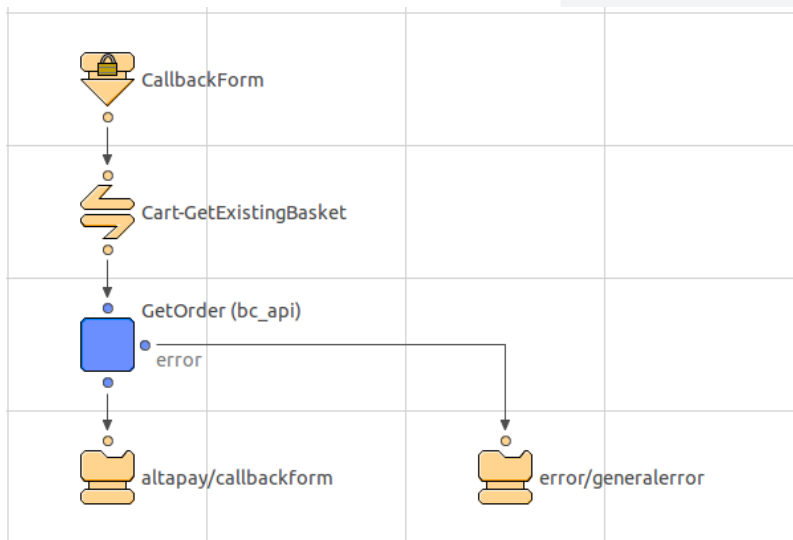 CallbackForm
Cart-GetExistingBasket
GetOrder (bc_api)
error
altapay/callbackform
error/generalerror